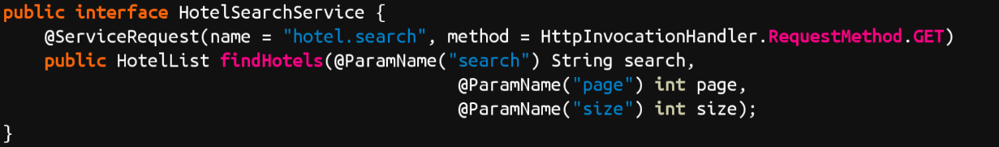 public interface HotelSearchService {
    @ServiceRequest(name = "hotel.search", method = HttpInvocationHandler.RequestMethod.GET)
    public HotelList findHotels(@ParamName("search") String search,
                                @ParamName("page") int page,
                                @ParamName("size") int size);
}